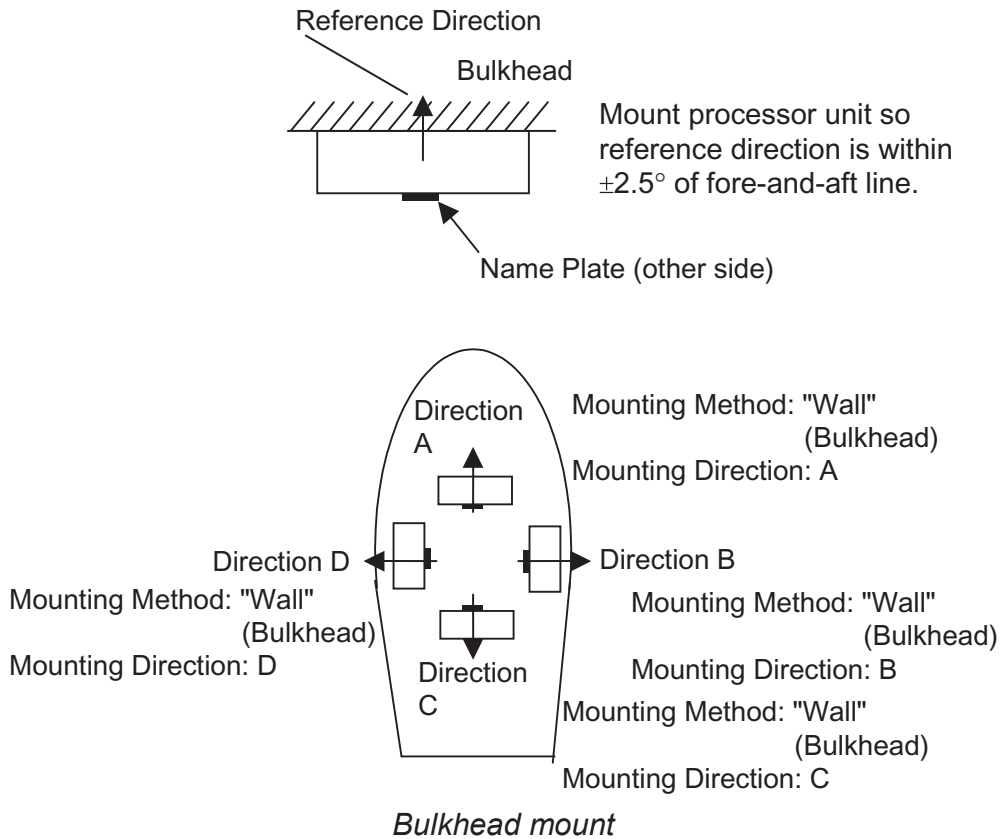 Reference Direction
Bulkhead
Mount processor unit so
reference direction is within
±2.5° of fore-and-aft line.
Name Plate (other side)
Direction
A
Mounting Method: "Wall"
(Bulkhead)
Mounting Direction: A
Direction D
Mounting Method: "Wall"
(Bulkhead)
Mounting Direction: D
Direction B
Mounting Method: "Wall"
(Bulkhead)
Mounting Direction: B
Direction
C
Mounting Method: "Wall"
(Bulkhead)
Mounting Direction: C
Bulkhead mount